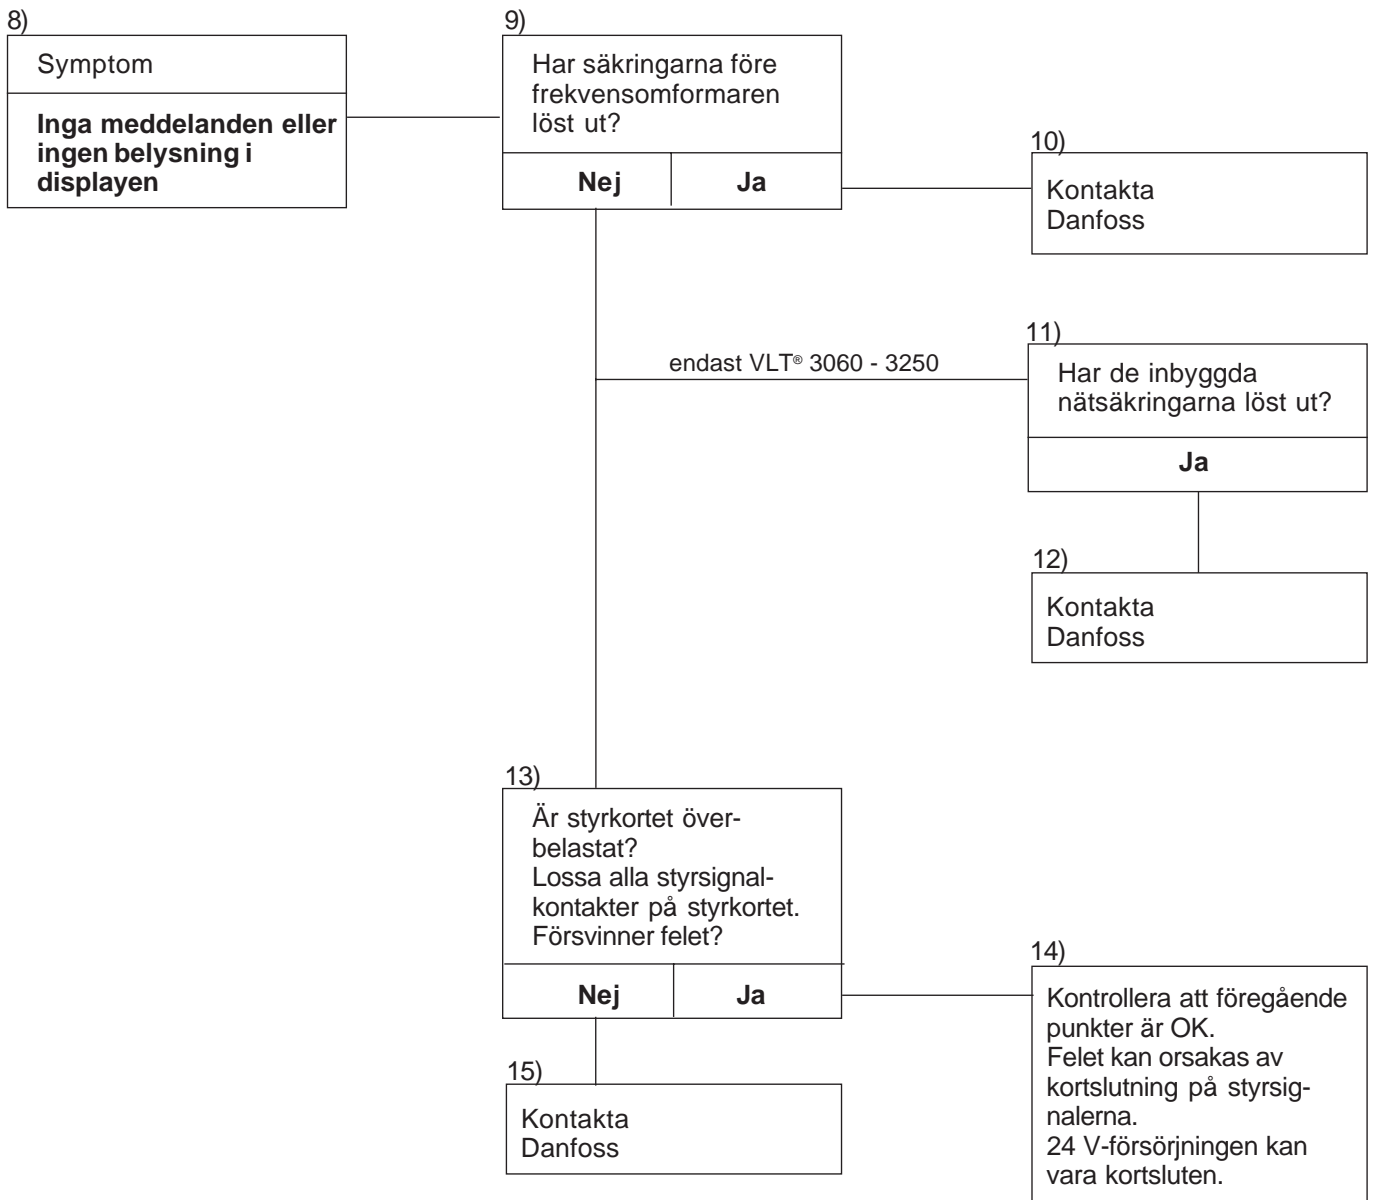 8)
Symptom
Inga meddelanden eller
ingen belysning i
displayen
9)
Har säkringarna före
frekvensomformaren
löst ut?
Nej
Ja
10)
Kontakta
Danfoss
endast VLT® 3060 - 3250
11)
Har de inbyggda
nätsäkringarna löst ut?
Ja
12)
Kontakta
Danfoss
13)
Är styrkortet över-
belastat?
Lossa alla styrsignal-
kontakter på styrkortet.
Försvinner felet?
Nej
Ja
14)
Kontrollera att föregående
punkter är OK.
Felet kan orsakas av
kortslutning på styrsig-
nalerna.
24 V-försörjningen kan
vara kortsluten.
15)
Kontakta
Danfoss